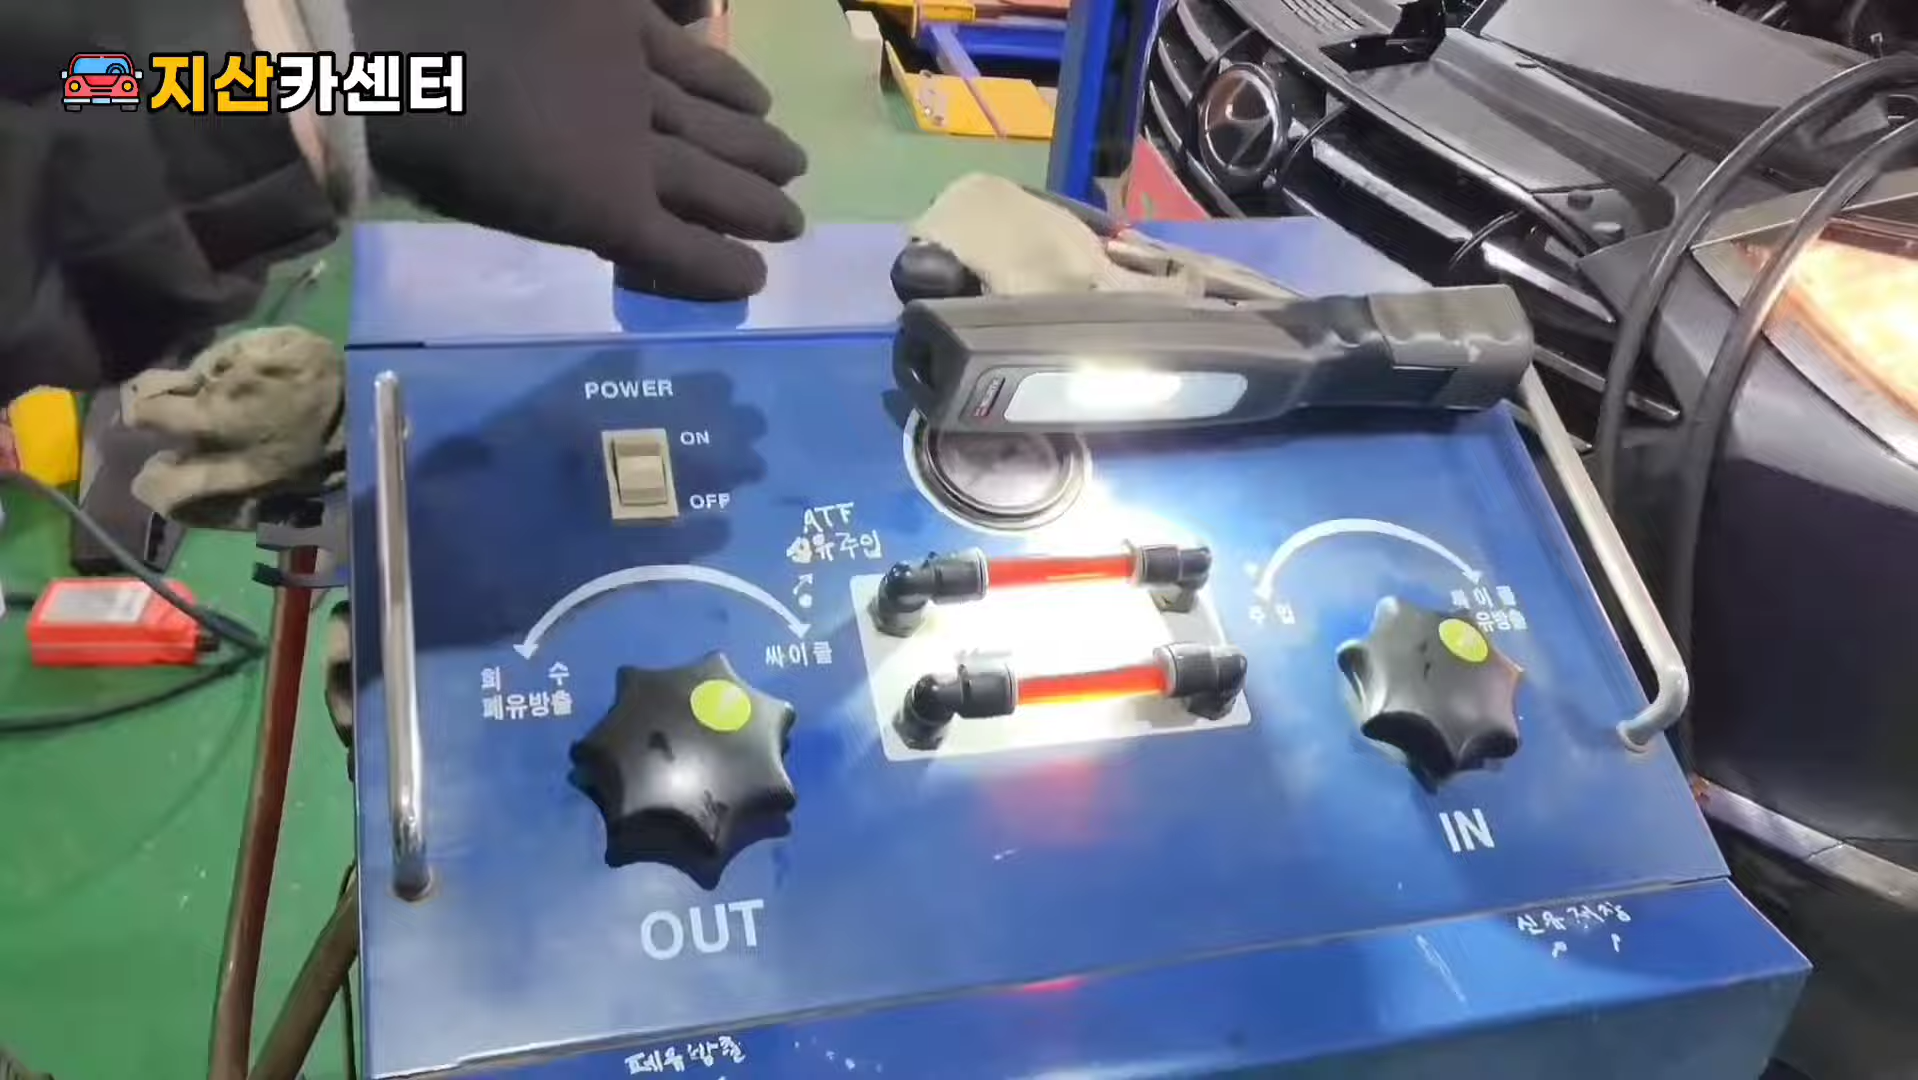 지산카센터
POWER
ON
OFF
ATF
유주입
싸이클
회 수
폐유방출
주 입
싸이클
유방출
OUT
IN
신유저장
폐유방출